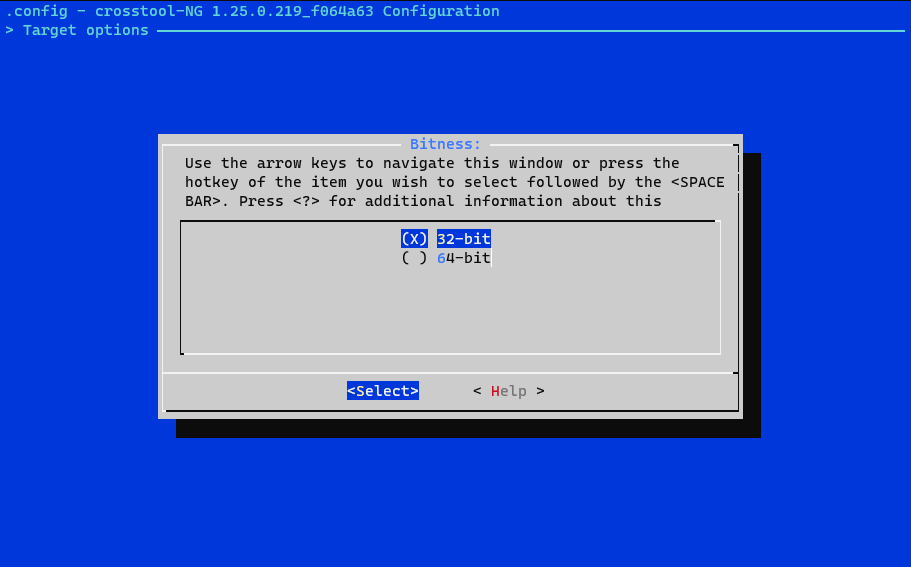 .config - crosstool-NG 1.25.0.219_f064a63 Configuration
> Target options
Bitness:
Use the arrow keys to navigate this window or press the
hotkey of the item you wish to select followed by the <SPACE
BAR>. Press <?> for additional information about this
(X) 32-bit
( ) 64-bit
<Select> < Help >